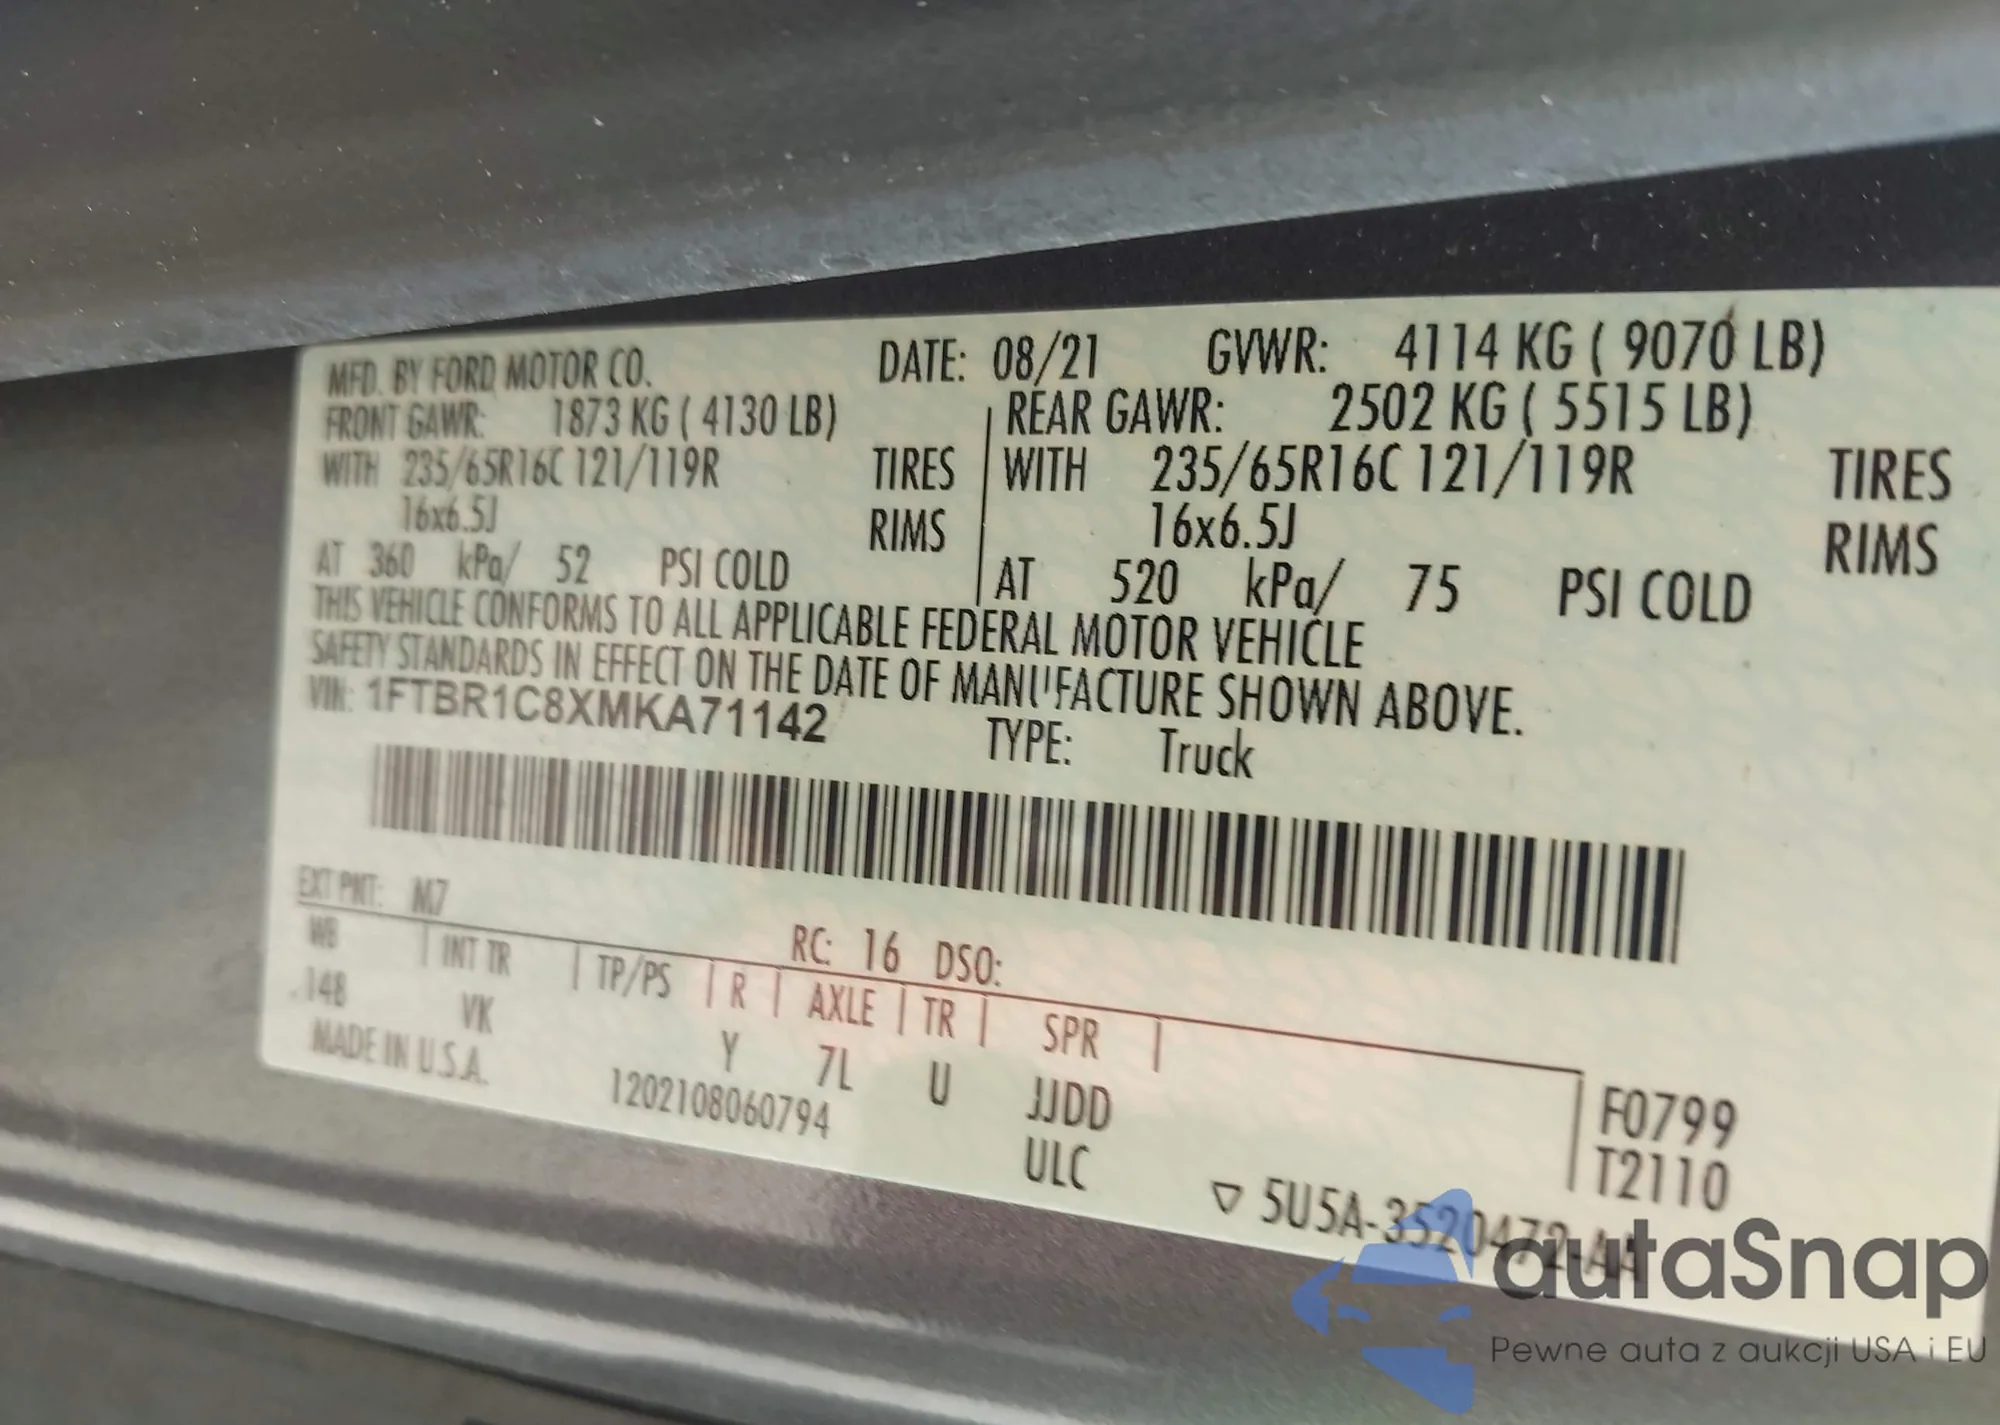 MFD. BY FORD MOTOR CO. DATE: 08/21 GVWR: 4114 KG ( 9070 LB)
FRONT GAWR: 1873 KG ( 4130 LB) REAR GAWR: 2502 KG ( 5515 LB)
WITH 235/65R16C 121/119R TIRES WITH 235/65R16C 121/119R TIRES
16x6.5J RIMS 16x6.5J RIMS
AT 360 kPa/ 52 PSI COLD AT 520 kPa/ 75 PSI COLD
THIS VEHICLE CONFORMS TO ALL APPLICABLE FEDERAL MOTOR VEHICLE
SAFETY STANDARDS IN EFFECT ON THE DATE OF MANUFACTURE SHOWN ABOVE.
VIN: 1FTBR1C8XMKA71142 TYPE: Truck
EXT PNT: M7 RC: 16 DSO:
WB INT TR TP/PS R AXLE TR SPR
148 VK Y 7L U JJDD F0799
MADE IN U.S.A. 1202108060794 ULC T2110
▽ 5U5A-3520472-AA
autaSnap
Pewne auta z aukcji USA i EU